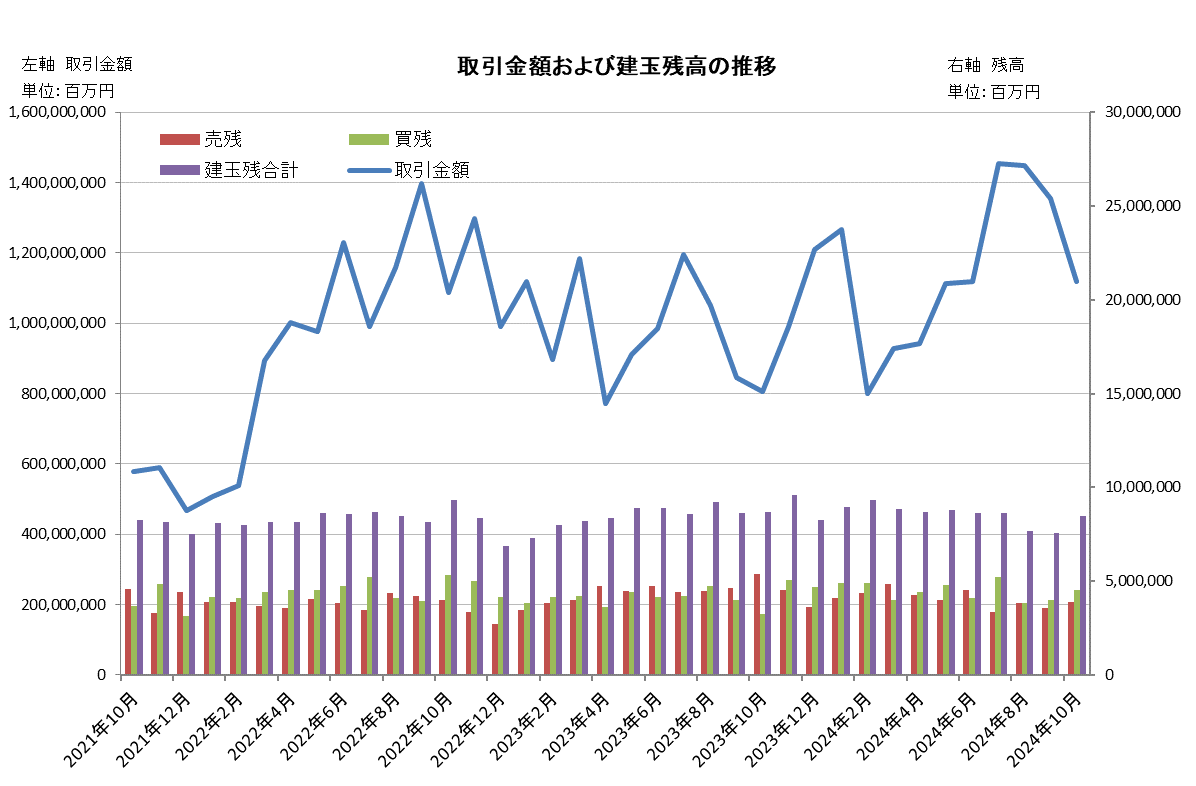 取引金額および建玉残高の推移
左軸 取引金額
単位：百万円
右軸 残高
単位：百万円
売残
買残
建玉残合計
取引金額
1,600,000,000
1,400,000,000
1,200,000,000
1,000,000,000
800,000,000
600,000,000
400,000,000
200,000,000
0
30,000,000
25,000,000
20,000,000
15,000,000
10,000,000
5,000,000
0
2021年10月
2021年12月
2022年2月
2022年4月
2022年6月
2022年8月
2022年10月
2022年12月
2023年2月
2023年4月
2023年6月
2023年8月
2023年10月
2023年12月
2024年2月
2024年4月
2024年6月
2024年8月
2024年10月